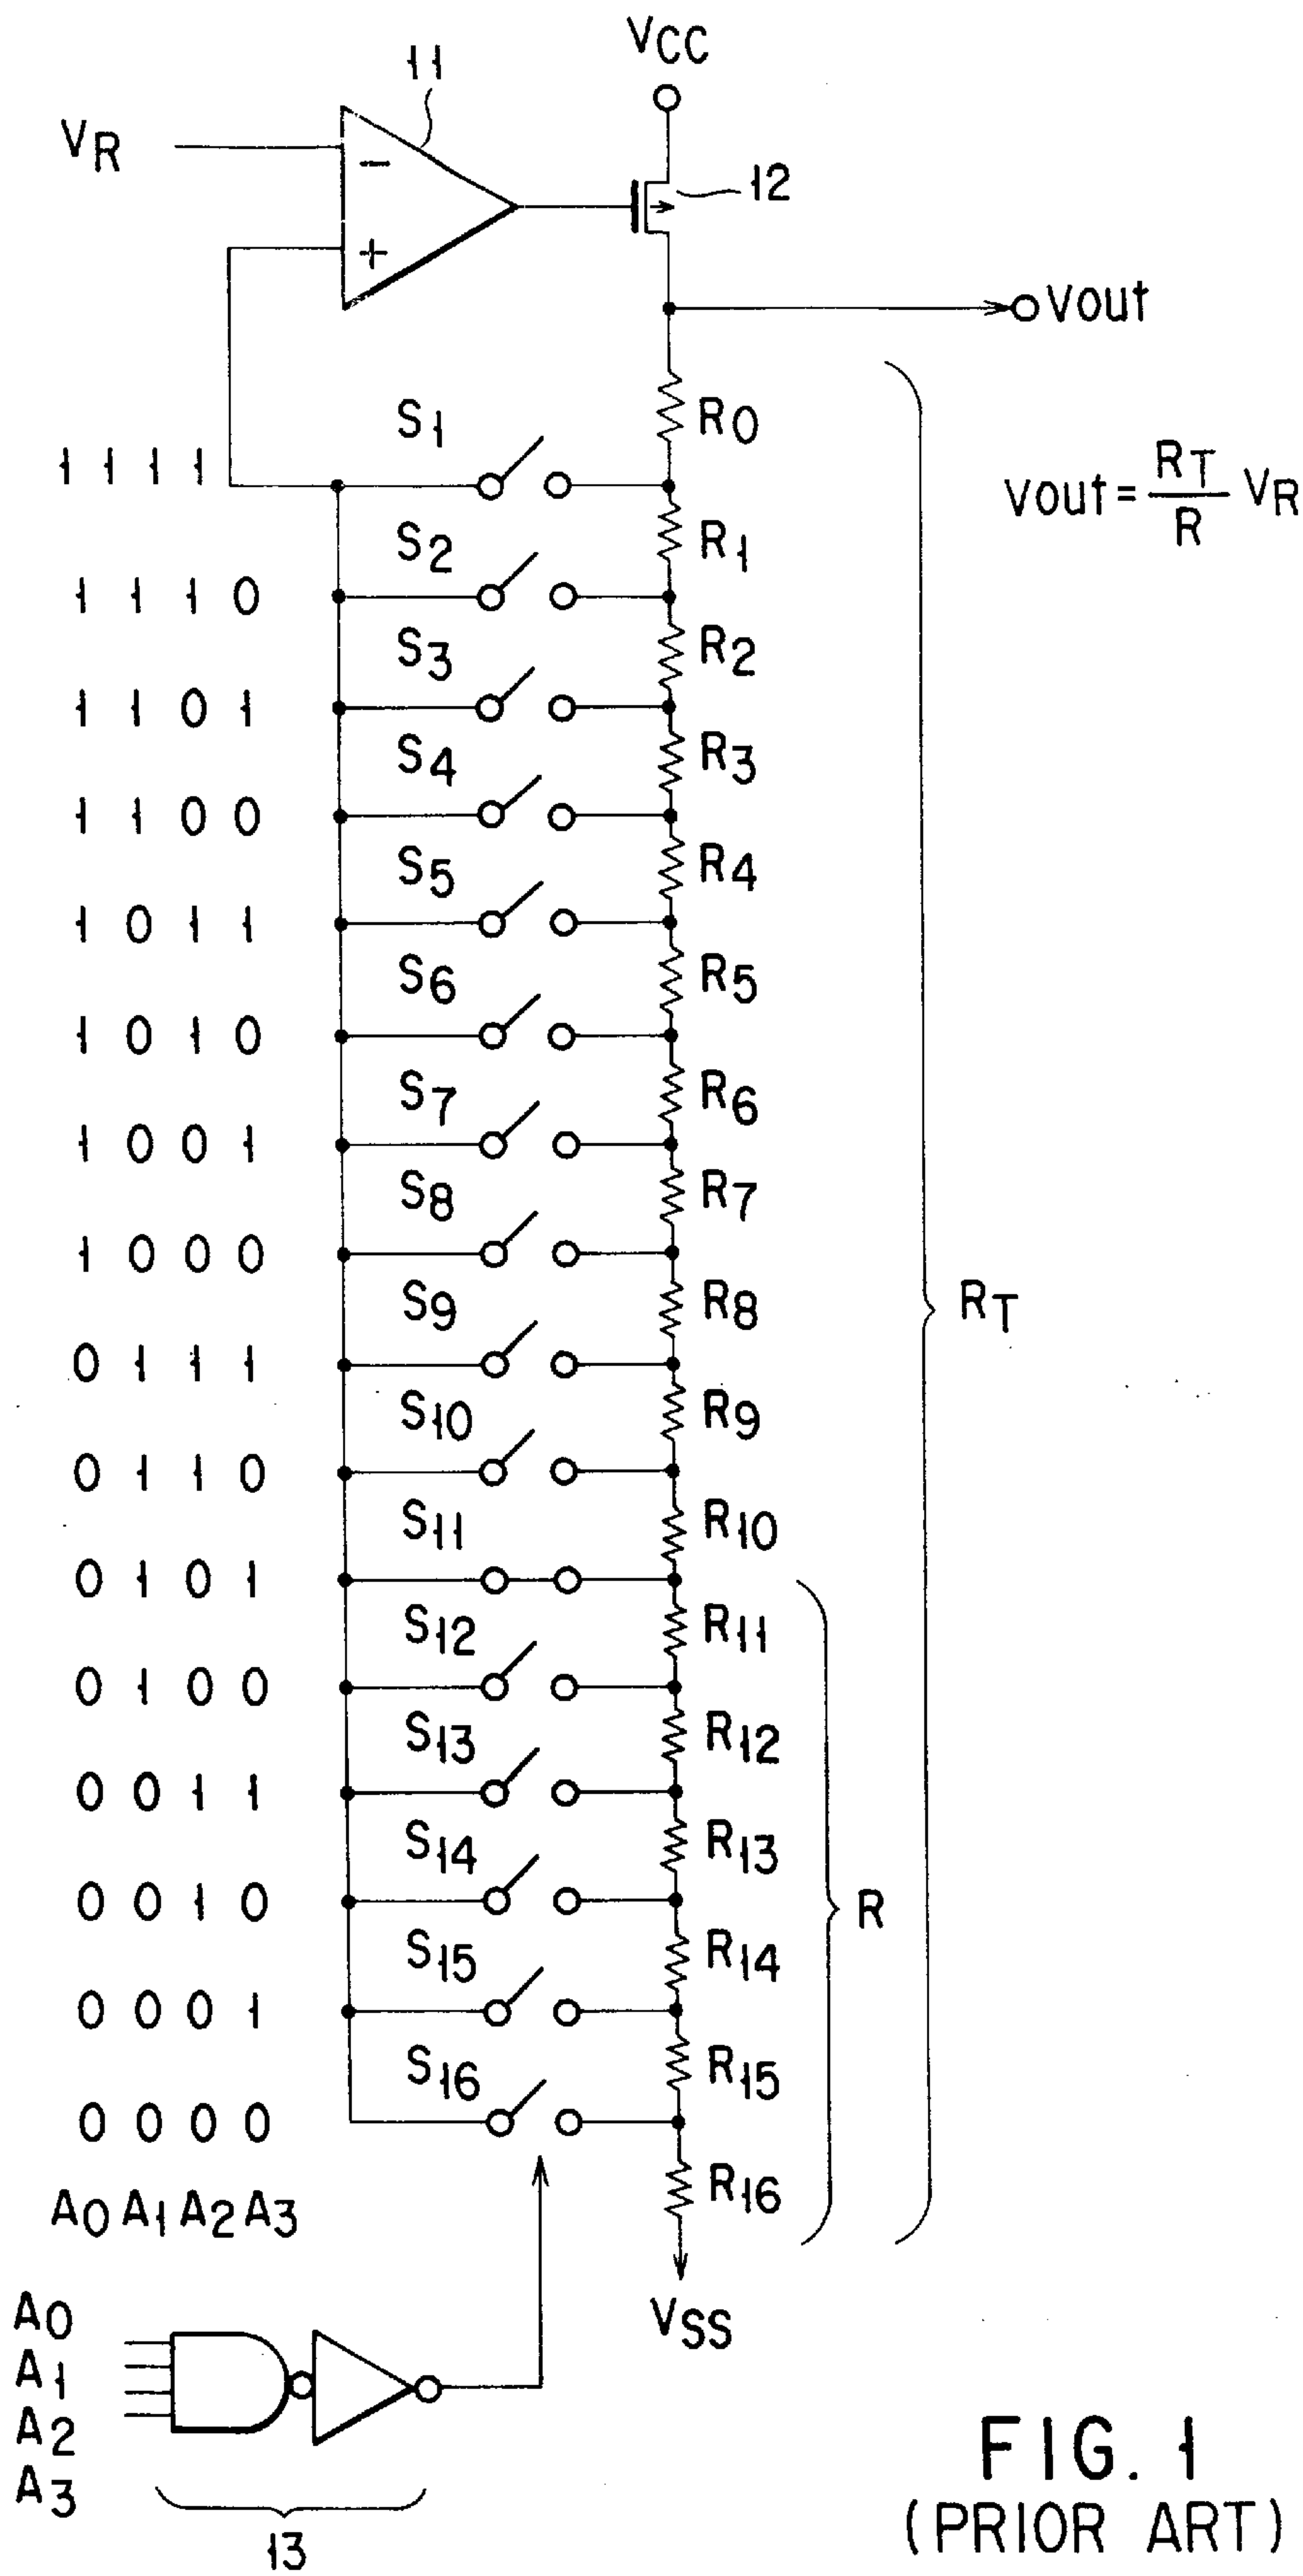 VCC
11
VR
−
12
+
Vout
R0
S1
1 1 1 1
Vout = RT/R VR
R1
S2
1 1 1 0
R2
S3
1 1 0 1
R3
S4
1 1 0 0
R4
S5
1 0 1 1
R5
S6
1 0 1 0
R6
S7
1 0 0 1
R7
S8
1 0 0 0
R8
RT
S9
0 1 1 1
R9
S10
0 1 1 0
R10
S11
0 1 0 1
R11
S12
0 1 0 0
R12
S13
0 0 1 1
R13
S14
0 0 1 0
R
R14
S15
0 0 0 1
R15
S16
0 0 0 0
R16
A0 A1 A2 A3
VSS
A0
A1
A2
A3
13
FIG. 1
(PRIOR ART)